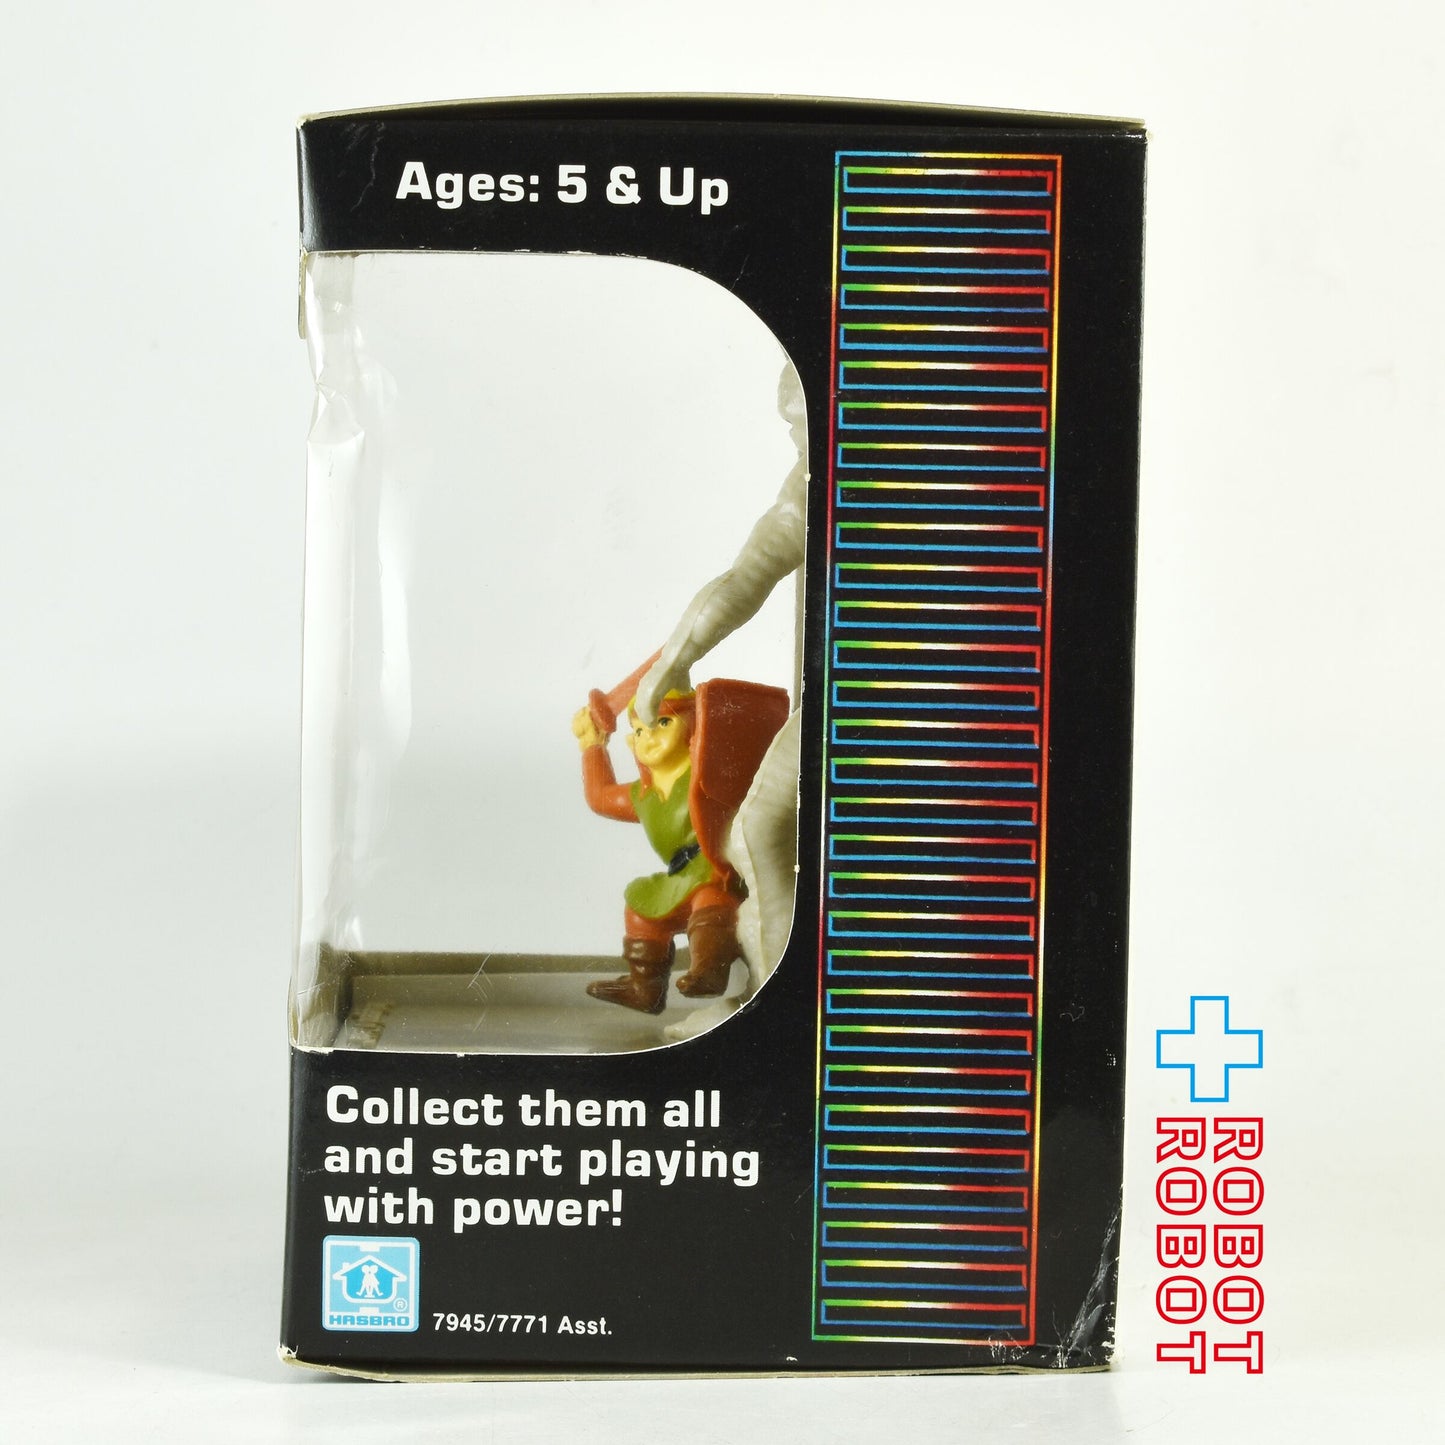 Ages: 5 & Up
Collect them all
and start playing
with power!
HASBRO ®
7945/7771 Asst.
ROBOT
ROBOT